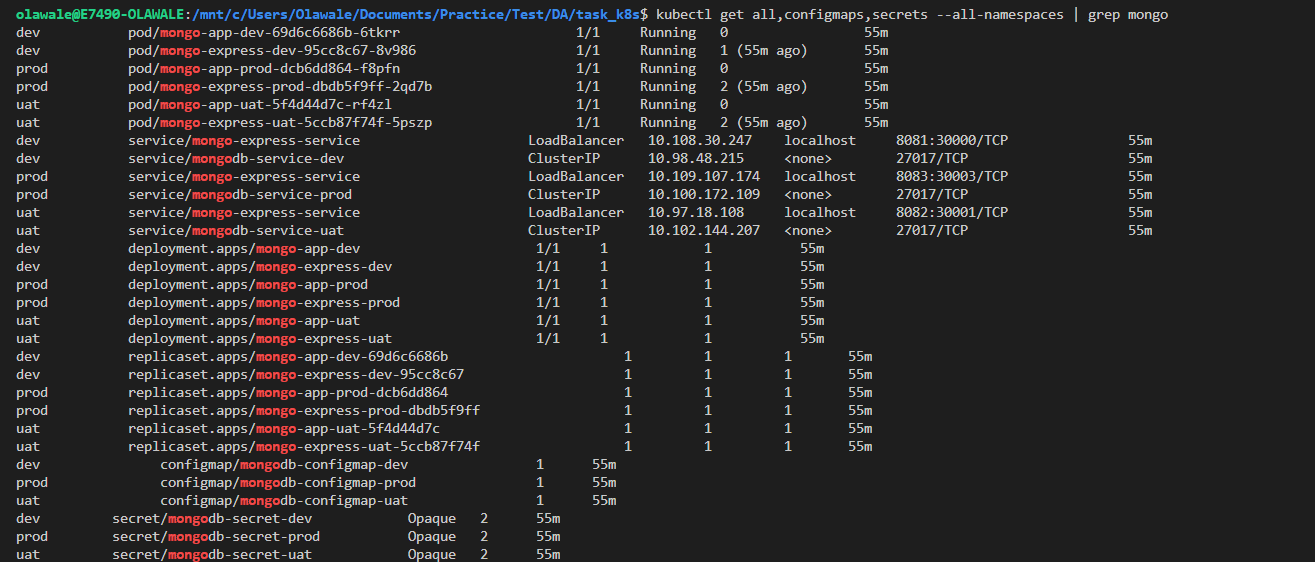 olawale@E7490-OLAWALE:/mnt/c/Users/Olawale/Documents/Practice/Test/DA/task_k8s$ kubectl get all,configmaps,secrets --all-namespaces | grep mongo
dev pod/mongo-app-dev-69d6c6686b-6tkrr 1/1 Running 0 55m
dev pod/mongo-express-dev-95cc8c67-8v986 1/1 Running 1 (55m ago) 55m
prod pod/mongo-app-prod-dcb6dd864-f8pfn 1/1 Running 0 55m
prod pod/mongo-express-prod-dbdb5f9ff-2qd7b 1/1 Running 2 (55m ago) 55m
uat pod/mongo-app-uat-5f4d44d7c-rf4zl 1/1 Running 0 55m
uat pod/mongo-express-uat-5ccb87f74f-5pszp 1/1 Running 2 (55m ago) 55m
dev service/mongo-express-service LoadBalancer 10.108.30.247 localhost 8081:30000/TCP 55m
dev service/mongodb-service-dev ClusterIP 10.98.48.215 <none> 27017/TCP 55m
prod service/mongo-express-service LoadBalancer 10.109.107.174 localhost 8083:30003/TCP 55m
prod service/mongodb-service-prod ClusterIP 10.100.172.109 <none> 27017/TCP 55m
uat service/mongo-express-service LoadBalancer 10.97.18.108 localhost 8082:30001/TCP 55m
uat service/mongodb-service-uat ClusterIP 10.102.144.207 <none> 27017/TCP 55m
dev deployment.apps/mongo-app-dev 1/1 1 1 55m
dev deployment.apps/mongo-express-dev 1/1 1 1 55m
prod deployment.apps/mongo-app-prod 1/1 1 1 55m
prod deployment.apps/mongo-express-prod 1/1 1 1 55m
uat deployment.apps/mongo-app-uat 1/1 1 1 55m
uat deployment.apps/mongo-express-uat 1/1 1 1 55m
dev replicaset.apps/mongo-app-dev-69d6c6686b 1 1 1 55m
dev replicaset.apps/mongo-express-dev-95cc8c67 1 1 1 55m
prod replicaset.apps/mongo-app-prod-dcb6dd864 1 1 1 55m
prod replicaset.apps/mongo-express-prod-dbdb5f9ff 1 1 1 55m
uat replicaset.apps/mongo-app-uat-5f4d44d7c 1 1 1 55m
uat replicaset.apps/mongo-express-uat-5ccb87f74f 1 1 1 55m
dev configmap/mongodb-configmap-dev 1 55m
prod configmap/mongodb-configmap-prod 1 55m
uat configmap/mongodb-configmap-uat 1 55m
dev secret/mongodb-secret-dev Opaque 2 55m
prod secret/mongodb-secret-prod Opaque 2 55m
uat secret/mongodb-secret-uat Opaque 2 55m